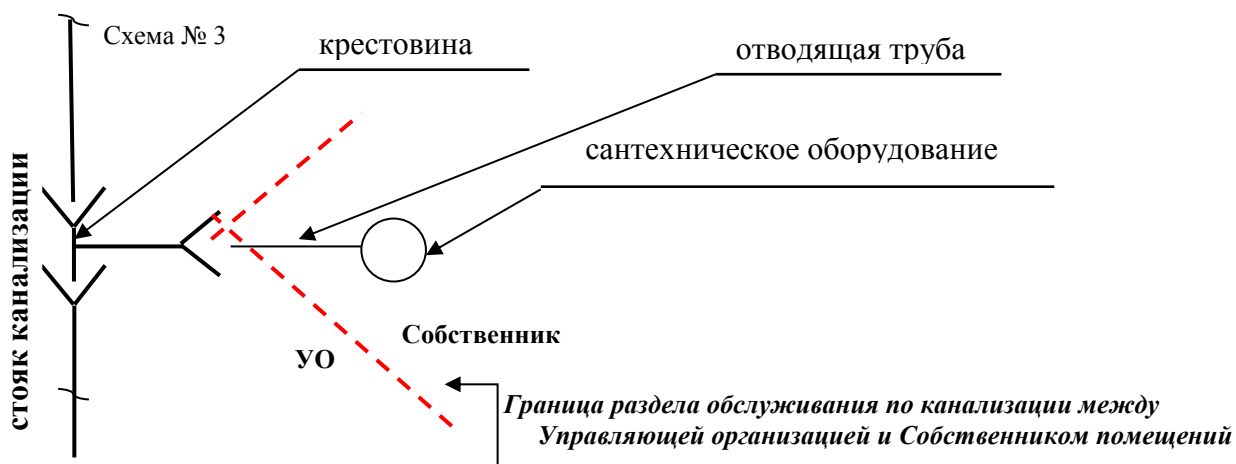 Схема № 3
крестовина
отводящая труба
сантехническое оборудование
стояк канализации
Собственник
УО
Граница раздела обслуживания по канализации между
Управляющей организацией и Собственником помещений